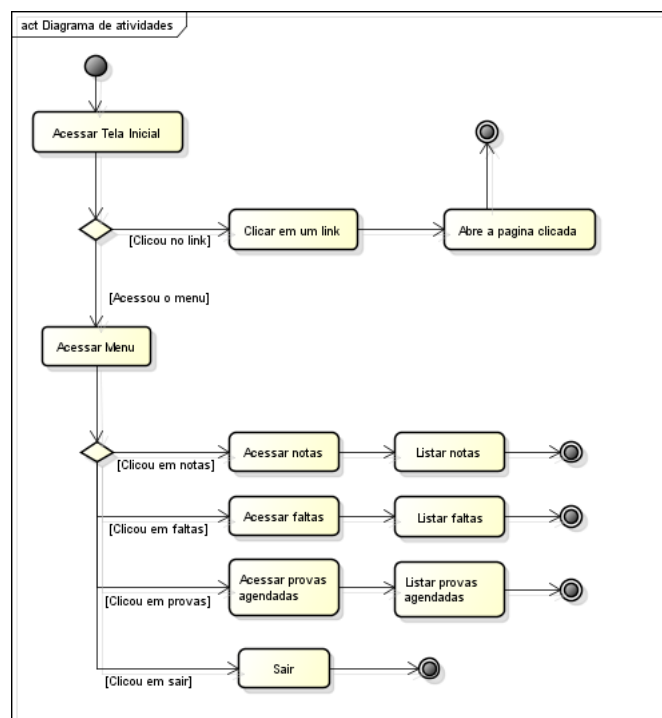 act Diagrama de atividades
Acessar Tela Inicial
[Clicou no link]
Clicar em um link
Abre a pagina clicada
[Acessou o menu]
Acessar Menu
[Clicou em notas]
Acessar notas
Listar notas
[Clicou em faltas]
Acessar faltas
Listar faltas
[Clicou em provas]
Acessar provas
agendadas
Listar provas
agendadas
[Clicou em sair]
Sair